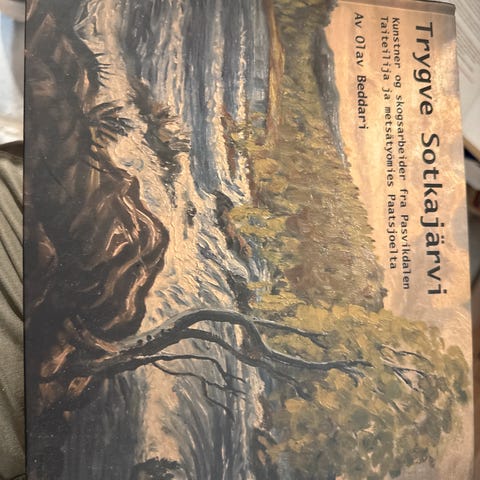 Trygve Sotkajärvi
Kunstner og skogsarbeider fra Pasvikdalen
Taiteilija ja metsätyömies Paatsjoelta
Av Olav Beddari